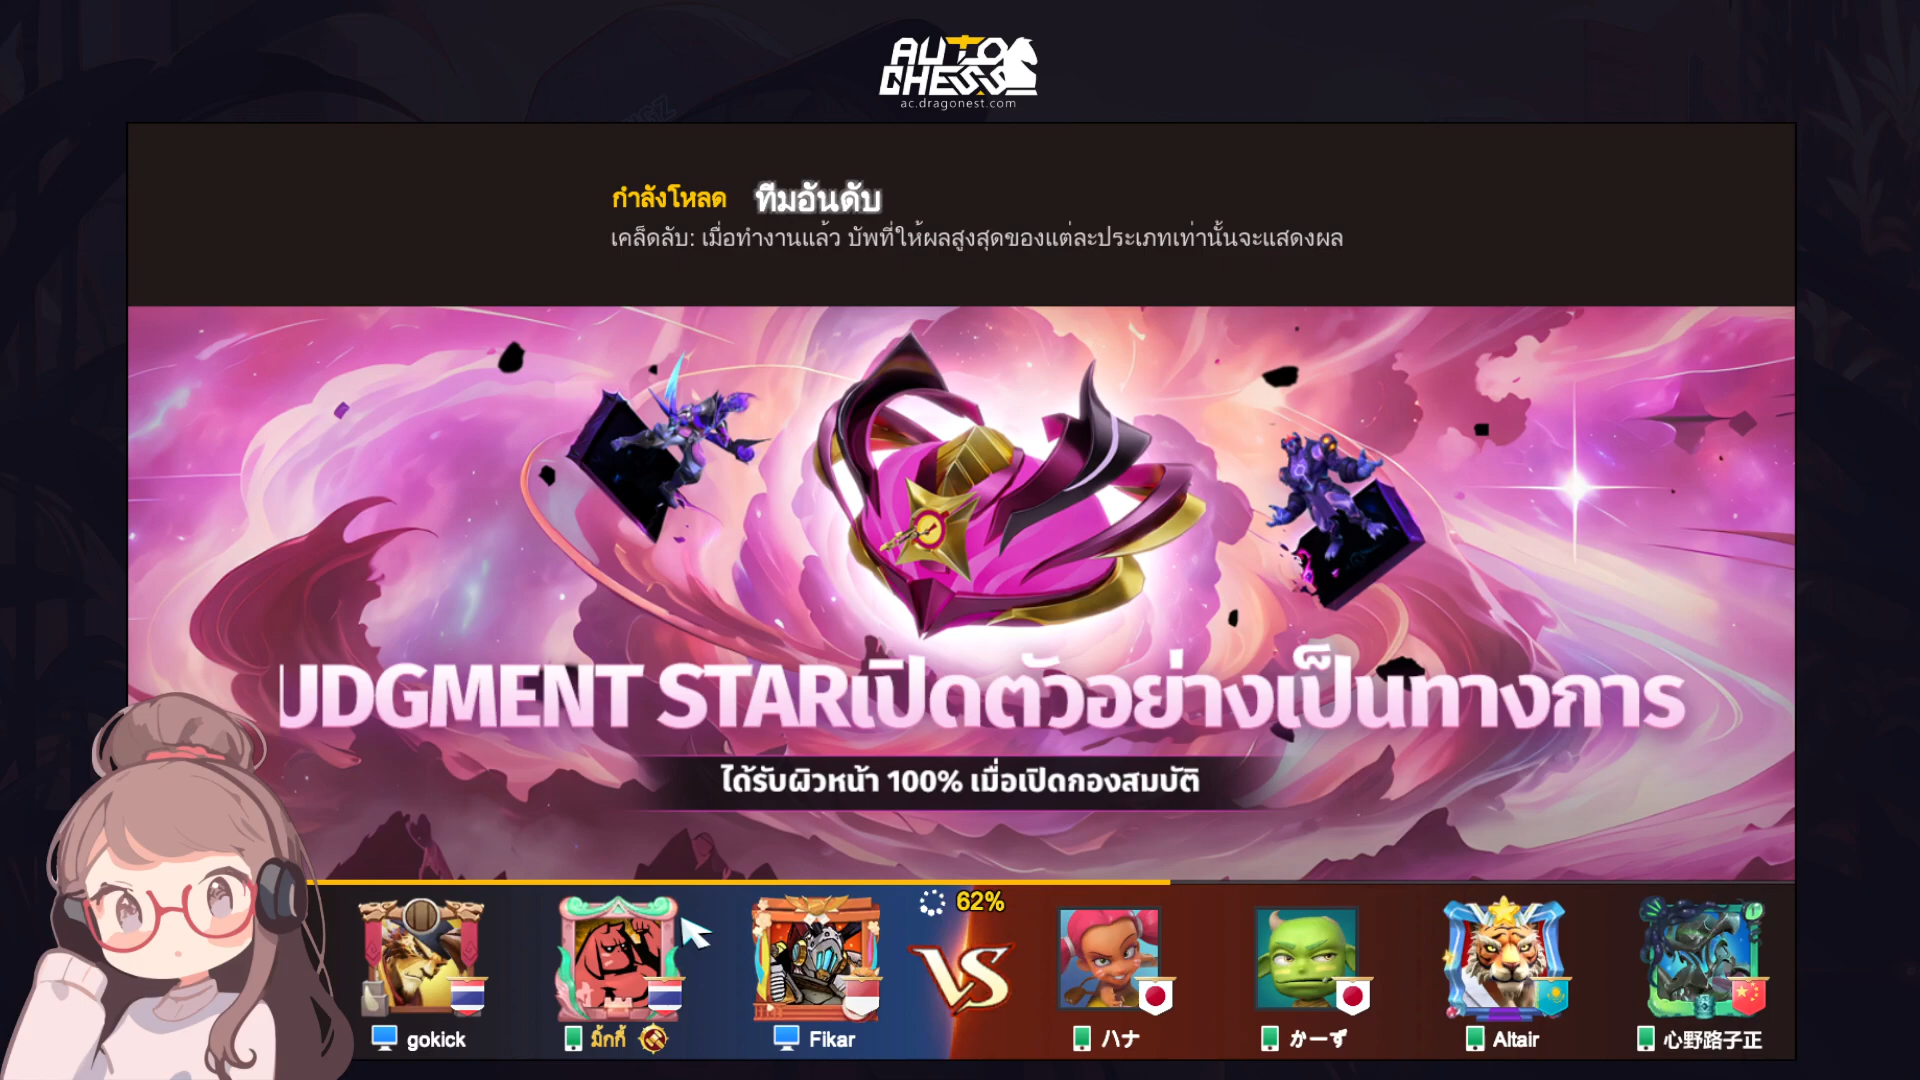 AUTO
CHESS
ac.dragonest.com
กำลังโหลด ทีมอันดับ
เคล็ดลับ: เมื่อทำงานแล้ว บัพที่ให้ผลสูงสุดของแต่ละประเภทเท่านั้นจะแสดงผล
UDGMENT STARเปิดตัวอย่างเป็นทางการ
ได้รับผิวหน้า 100% เมื่อเปิดกองสมบัติ
62%
VS
gokick มิ้กกี้ Fikar ハナ かーず Altair 心野路子正